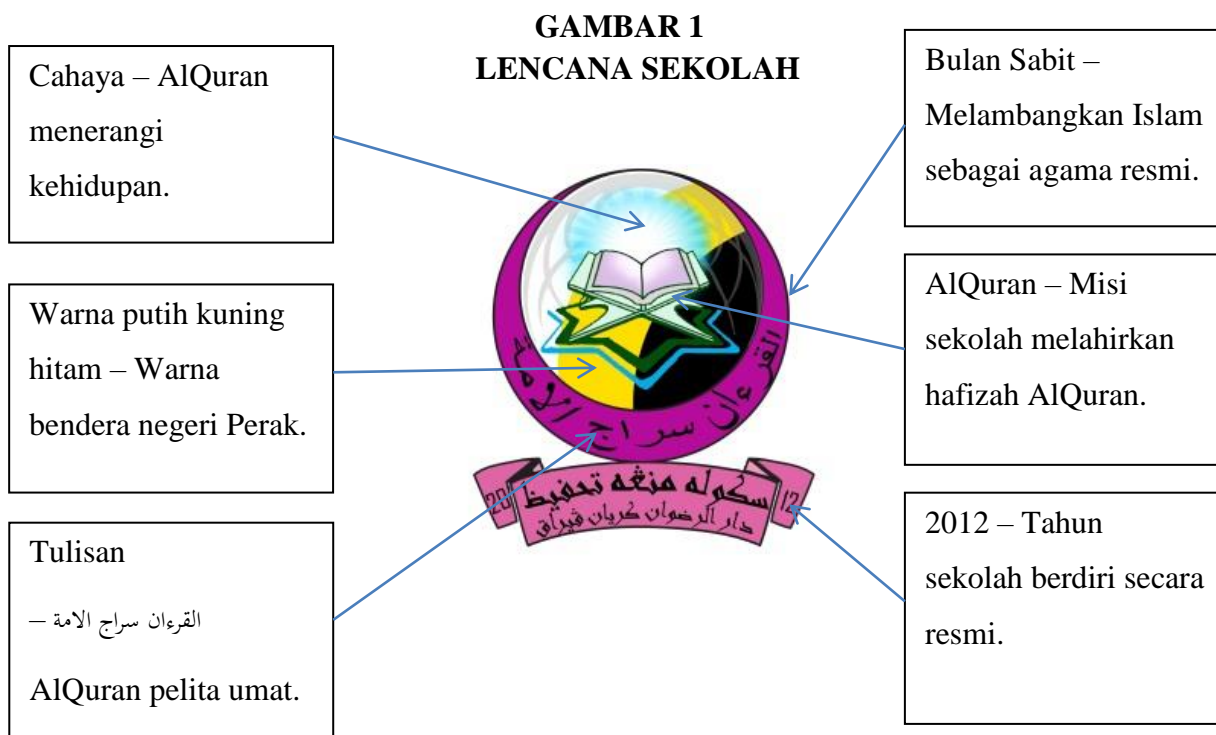 GAMBAR 1
LENCANA SEKOLAH
Cahaya – AlQuran
menerangi
kehidupan.
Warna putih kuning
hitam – Warna
bendera negeri Perak.
Tulisan
القرءان سراج الامة –
AlQuran pelita umat.
القرءان سراج الامة
20
12
سكوله منڠه تحفيظ
دار الرضوان كريان ڤيراق
Bulan Sabit –
Melambangkan Islam
sebagai agama resmi.
AlQuran – Misi
sekolah melahirkan
hafizah AlQuran.
2012 – Tahun
sekolah berdiri secara
resmi.